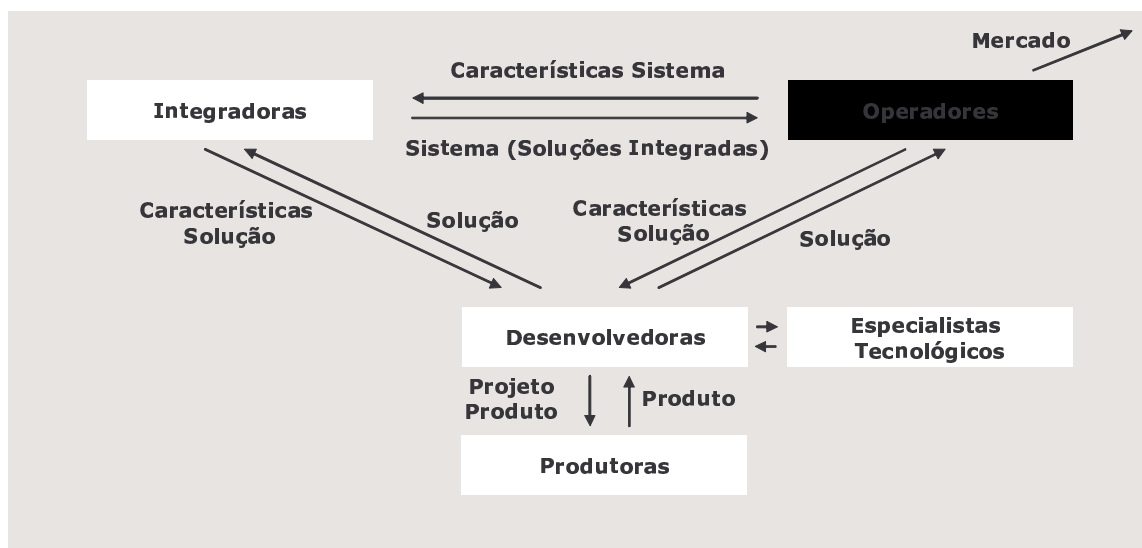 Mercado
Características Sistema
Integradoras
Operadores
Sistema (Soluções Integradas)
Características
Solução
Solução
Características
Solução
Solução
Desenvolvedoras
Especialistas
Tecnológicos
Projeto
Produto
Produto
Produtoras